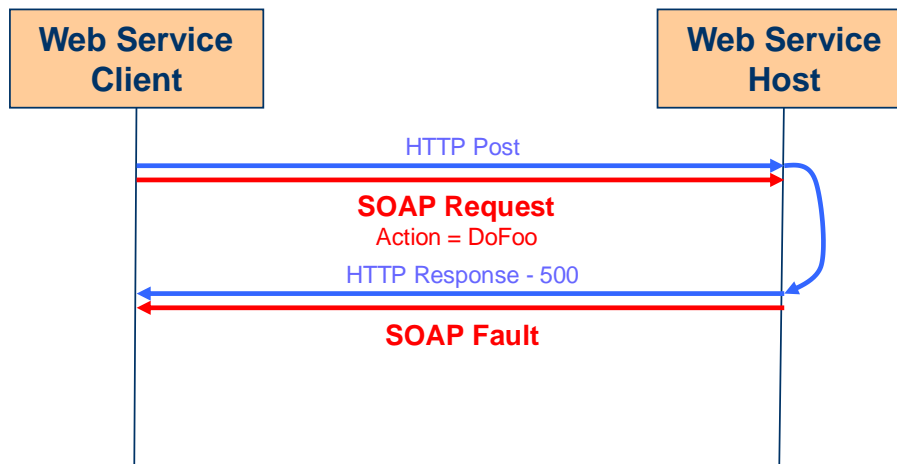 Web Service
Client
Web Service
Host
HTTP Post
SOAP Request
Action = DoFoo
HTTP Response - 500
SOAP Fault